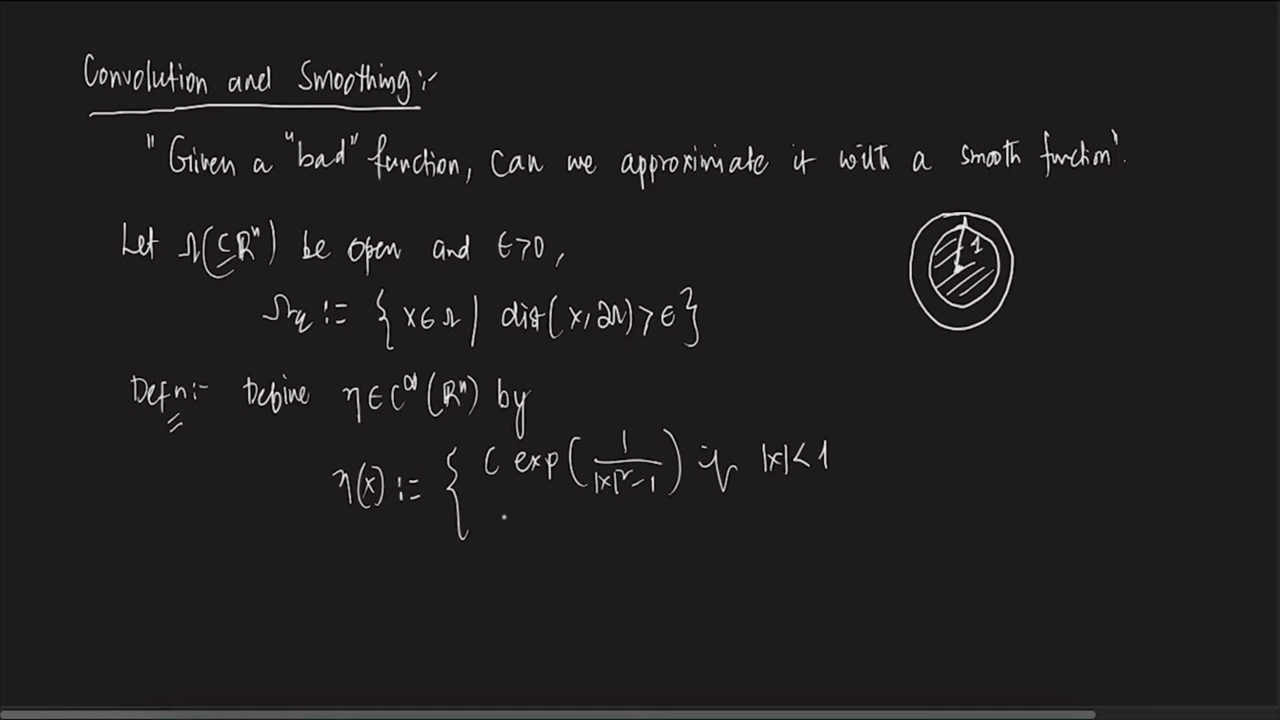 Convolution and Smoothing :-
"Given a "bad" function, can we approximate it with a smooth function".
Let Ω(⊆ℝⁿ) be open and ϵ>0,
Ω_ϵ := { x∈Ω | dist(x,∂Ω) > ϵ }
1
Defn:- Define η∈C^∞(ℝⁿ) by
η(x) := { C exp(1/(|x|²-1)) if |x|<1